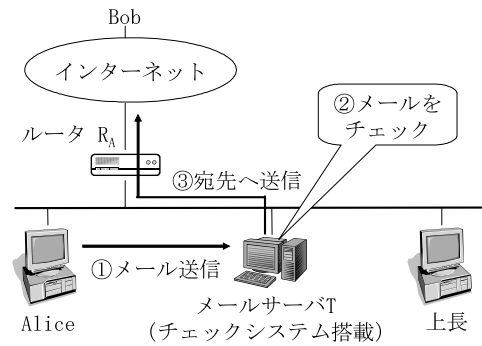 Bob
インターネット
②メールを
チェック
ルータ RA
③宛先へ送信
①メール送信
Alice
メールサーバT
(チェックシステム搭載)
上長